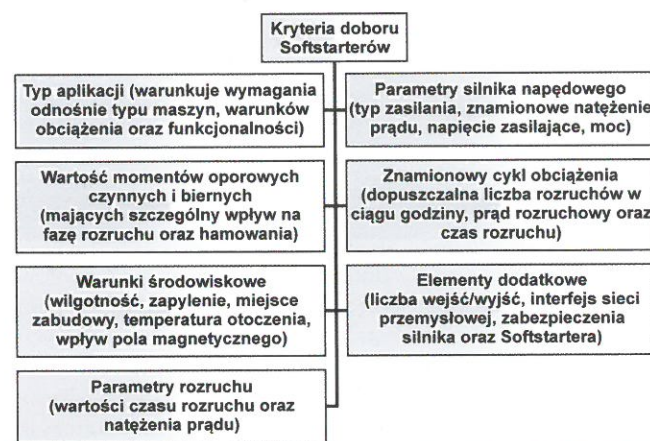 Kryteria doboru
Softstarterów
Typ aplikacji (warunkuje wymagania
odnośnie typu maszyn, warunków
obciążenia oraz funkcjonalności)
Parametry silnika napędowego
(typ zasilania, znamionowe natężenie
prądu, napięcie zasilające, moc)
Wartość momentów oporowych
czynnych i biernych
(mających szczególny wpływ na
fazę rozruchu oraz hamowania)
Znamionowy cykl obciążenia
(dopuszczalna liczba rozruchów w
ciągu godziny, prąd rozruchowy oraz
czas rozruchu)
Warunki środowiskowe
(wilgotność, zapylenie, miejsce
zabudowy, temperatura otoczenia,
wpływ pola magnetycznego)
Elementy dodatkowe
(liczba wejść/wyjść, interfejs sieci
przemysłowej, zabezpieczenia
silnika oraz Softstartera)
Parametry rozruchu
(wartości czasu rozruchu oraz
natężenia prądu)